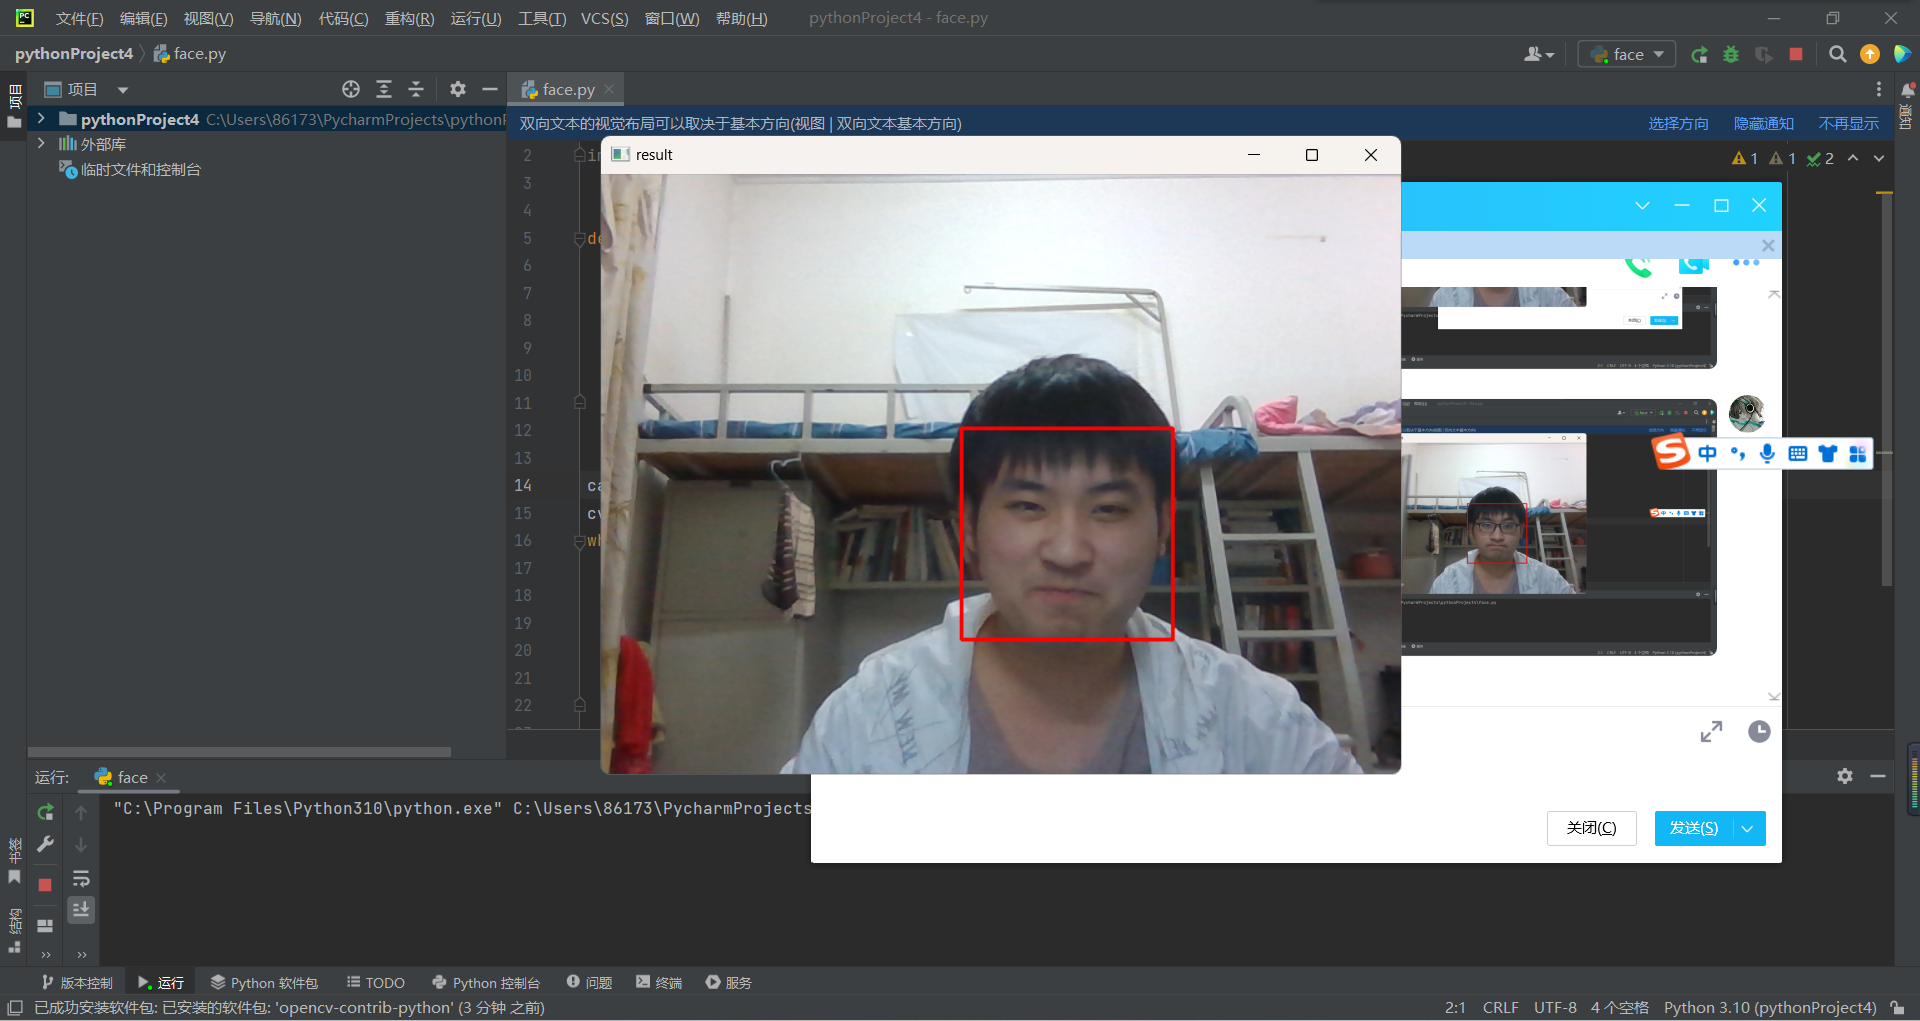 文件(F) 编辑(E) 视图(V) 导航(N) 代码(C) 重构(R) 运行(U) 工具(T) VCS(S) 窗口(W) 帮助(H) pythonProject4 - face.py
pythonProject4 face.py
face
项目
项目
face.py
通知
pythonProject4 C:\Users\86173\PycharmProjects\python
外部库
临时文件和控制台
双向文本的视觉布局可以取决于基本方向(视图 | 双向文本基本方向)
选择方向 隐藏通知 不再显示
1 1 2
result
2
3
4
5
6
7
8
9
10
11
12
13
14
15
16
17
18
19
20
21
22
中
关闭(C) 发送(S)
运行: face
"C:\Program Files\Python310\python.exe" C:\Users\86173\PycharmProjects
书签
结构
版本控制 运行 Python 软件包 TODO Python 控制台 问题 终端 服务
已成功安装软件包: 已安装的软件包: 'opencv-contrib-python' (3 分钟 之前)
2:1 CRLF UTF-8 4 个空格 Python 3.10 (pythonProject4)